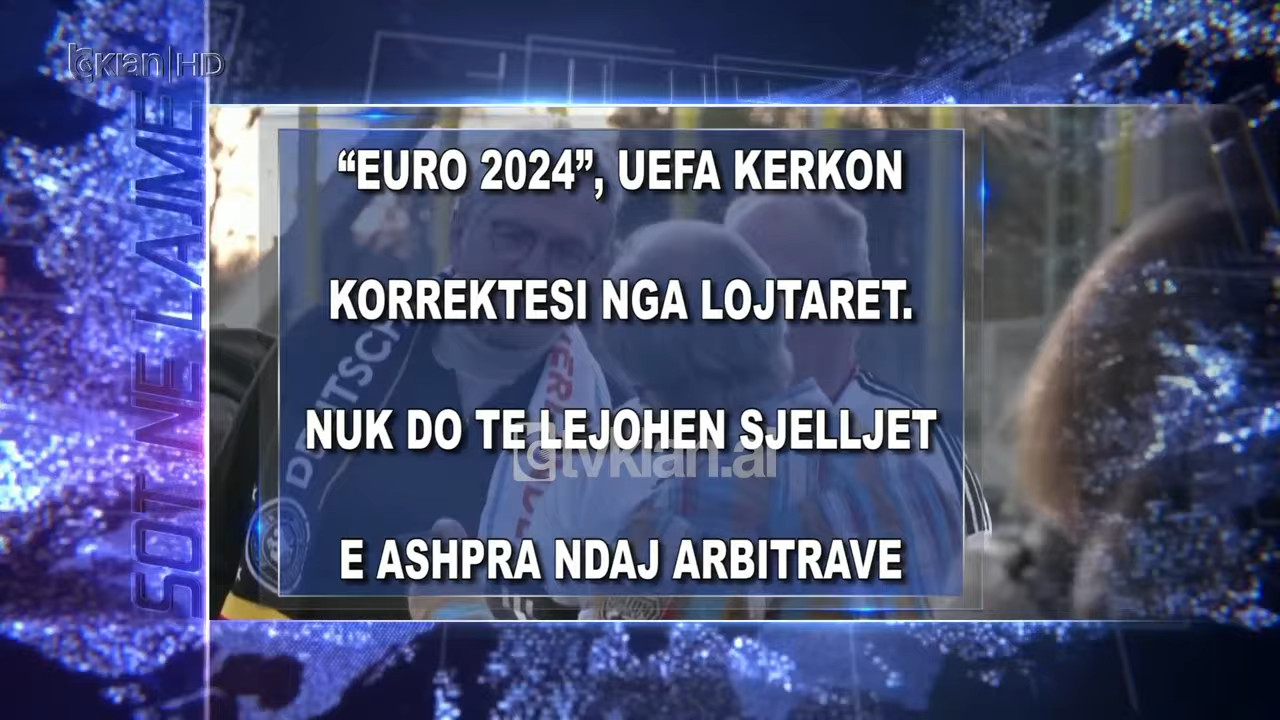 klan|HD
SOT NE LAJME
“EURO 2024”, UEFA KERKON
KORREKTESI NGA LOJTARET.
NUK DO TE LEJOHEN SJELLJET
E ASHPRA NDAJ ARBITRAVE
tvklan.al
DEUTSCH